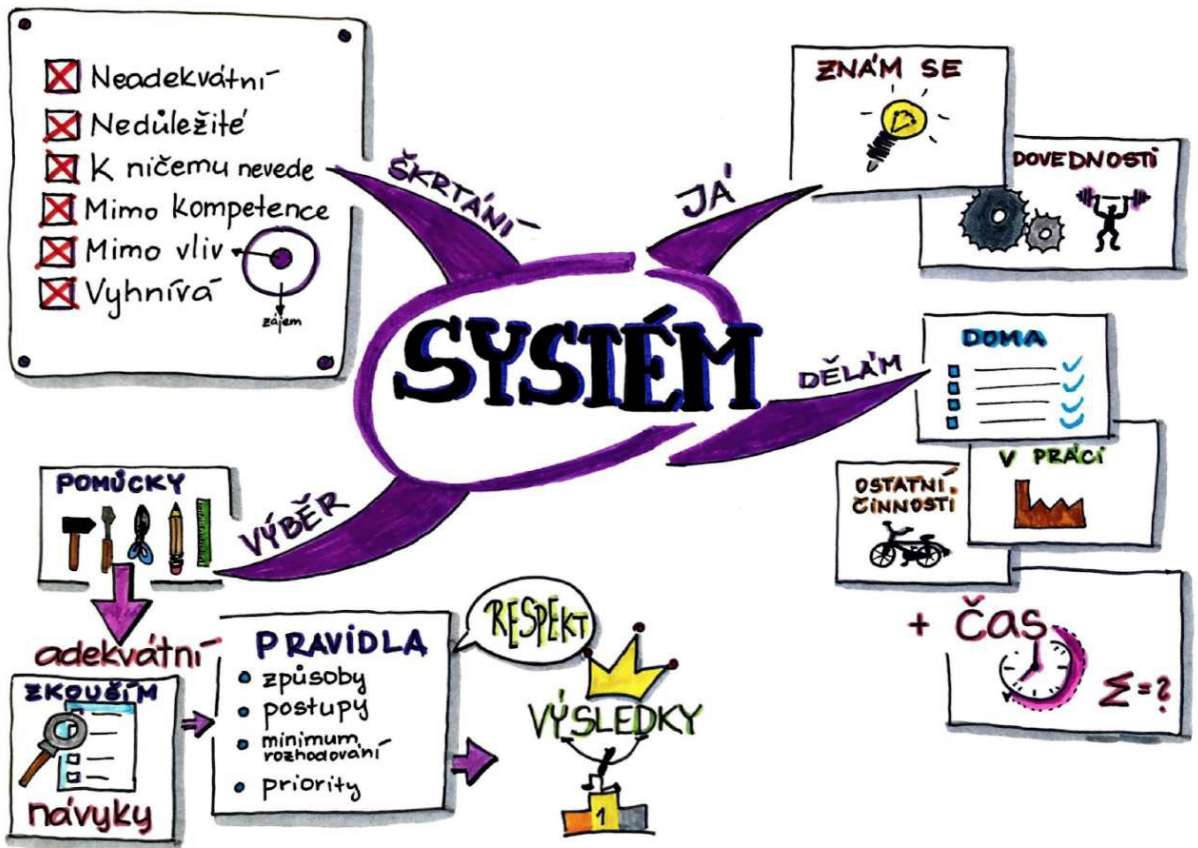 SYSTÉM
ŠKRTÁNÍ
Neadekvátní
Nedůležité
K ničemu nevede
Mimo kompetence
Mimo vliv
Vyhnívá
zájem
JÁ
ZNÁM SE
DOVEDNOSTI
DĚLÁM
DOMA
V PRÁCI
OSTATNÍ
ČINNOSTI
+ ČAS
Σ=?
VÝBĚR
POMŮCKY
adekvátní
ZKOUŠÍM
návyky
PRAVIDLA
způsoby
postupy
minimum
rozhodování
priority
RESPEKT
VÝSLEDKY
1